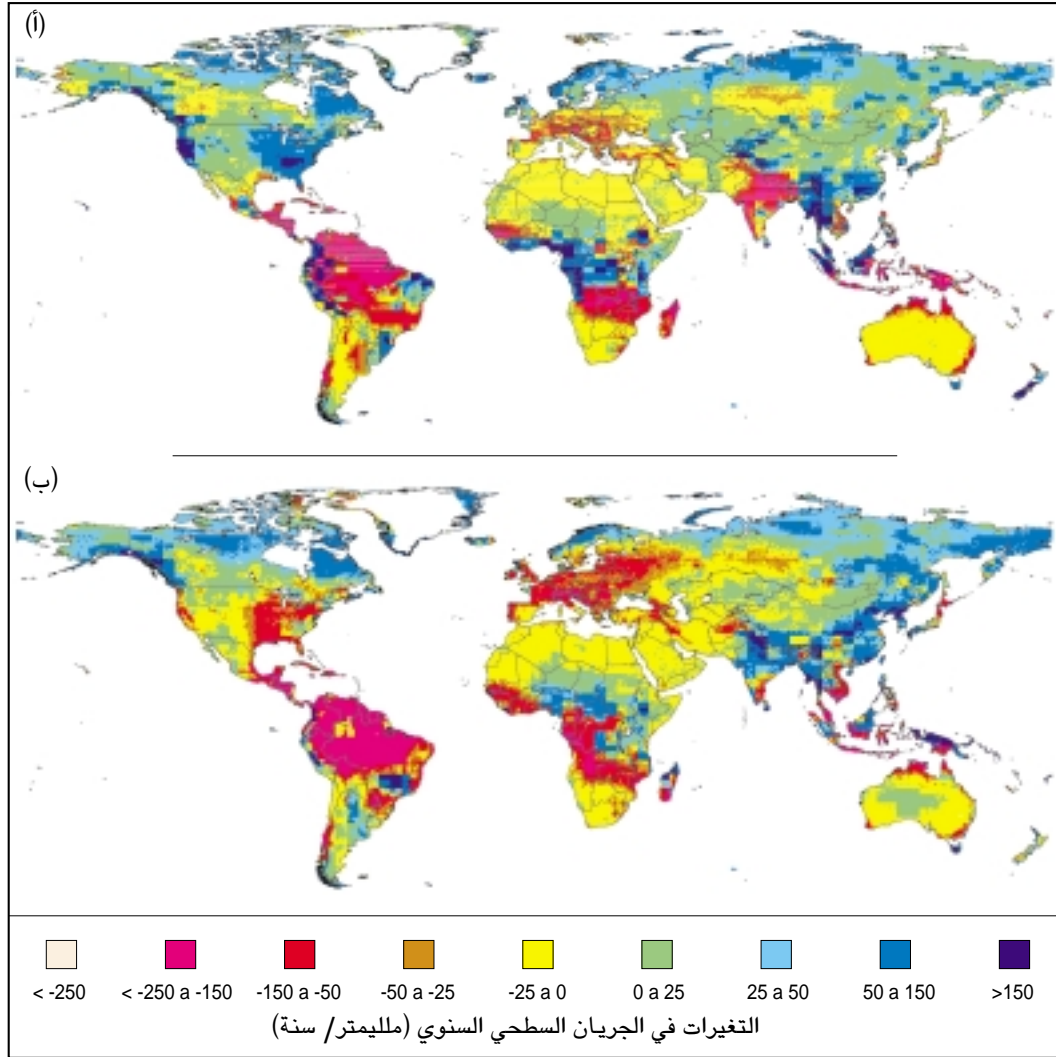 (أ)
(ب)
< -250 < -250 a -150 -150 a -50 -50 a -25 -25 a 0 0 a 25 25 a 50 50 a 150 >150
التغيرات في الجريان السطحي السنوي (ملليمتر/ سنة)